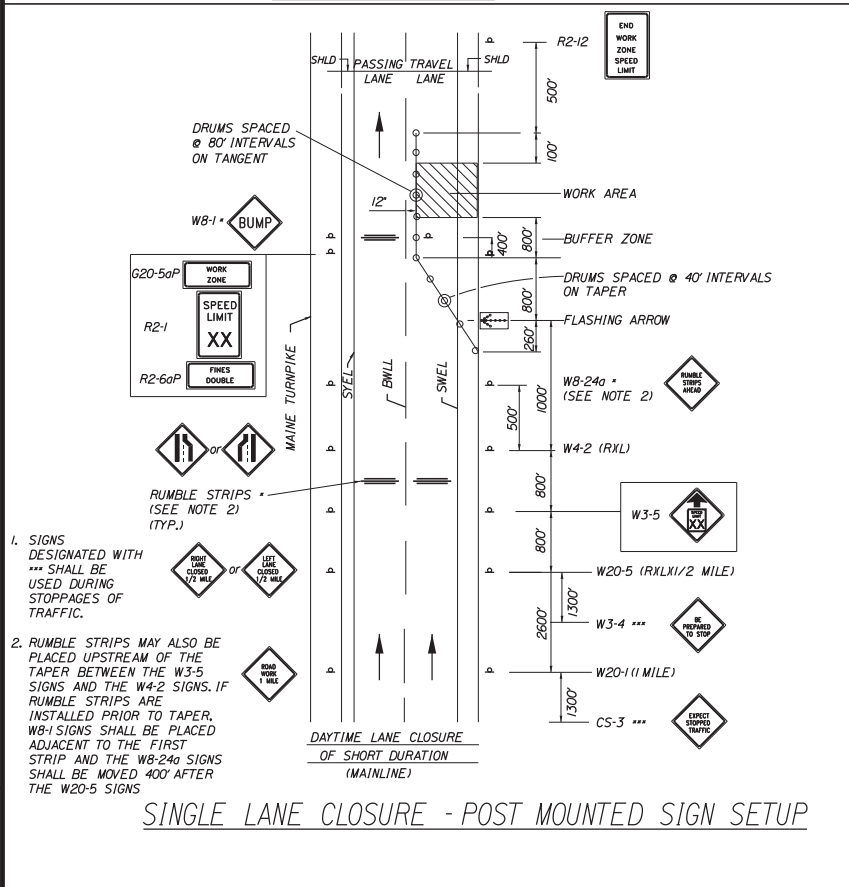 END
WORK
ZONE
SPEED
LIMIT
R2-12
SHLD
PASSING TRAVEL
LANE LANE
SHLD
500'
100'
DRUMS SPACED
@ 80' INTERVALS
ON TANGENT
12"
WORK AREA
W8-1 *
BUMP
400'
800'
BUFFER ZONE
G20-5aP
WORK
ZONE
R2-1
SPEED
LIMIT
XX
R2-6aP
FINES
DOUBLE
DRUMS SPACED @ 40' INTERVALS
ON TAPER
800'
FLASHING ARROW
260'
MAINE TURNPIKE
SYEL
BWLL
SWEL
W8-24a *
(SEE NOTE 2)
RUMBLE
STRIPS
AHEAD
500'
1000'
W4-2 (RXL)
or
RUMBLE STRIPS *
(SEE NOTE 2)
(TYP.)
800'
W3-5
SPEED
LIMIT
XX
800'
1. SIGNS
DESIGNATED WITH
*** SHALL BE
USED DURING
STOPPAGES OF
TRAFFIC.
RIGHT
LANE
CLOSED
1/2 MILE
or
LEFT
LANE
CLOSED
1/2 MILE
W20-5 (RXLX1/2 MILE)
1300'
2600'
W3-4 ***
BE
PREPARED
TO STOP
2. RUMBLE STRIPS MAY ALSO BE
PLACED UPSTREAM OF THE
TAPER BETWEEN THE W3-5
SIGNS AND THE W4-2 SIGNS. IF
RUMBLE STRIPS ARE
INSTALLED PRIOR TO TAPER,
W8-1 SIGNS SHALL BE PLACED
ADJACENT TO THE FIRST
STRIP AND THE W8-24a SIGNS
SHALL BE MOVED 400' AFTER
THE W20-5 SIGNS
ROAD
WORK
1 MILE
W20-1 (1 MILE)
1300'
CS-3 ***
EXPECT
STOPPED
TRAFFIC
DAYTIME LANE CLOSURE
OF SHORT DURATION
(MAINLINE)
SINGLE LANE CLOSURE - POST MOUNTED SIGN SETUP